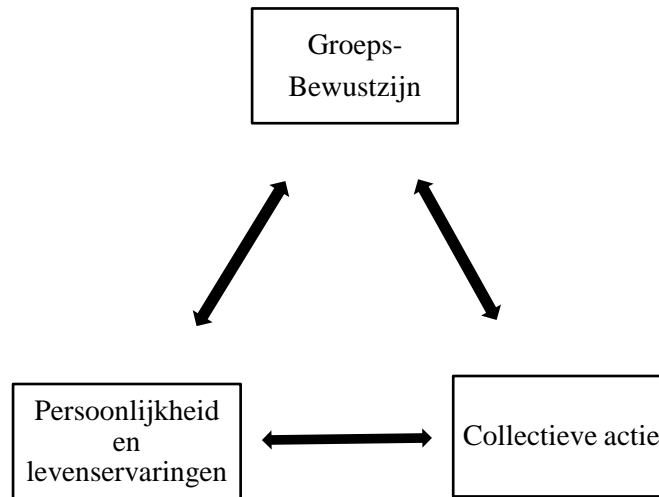 Groeps-
Bewustzijn
Persoonlijkheid
en
levenservaringen
Collectieve actie